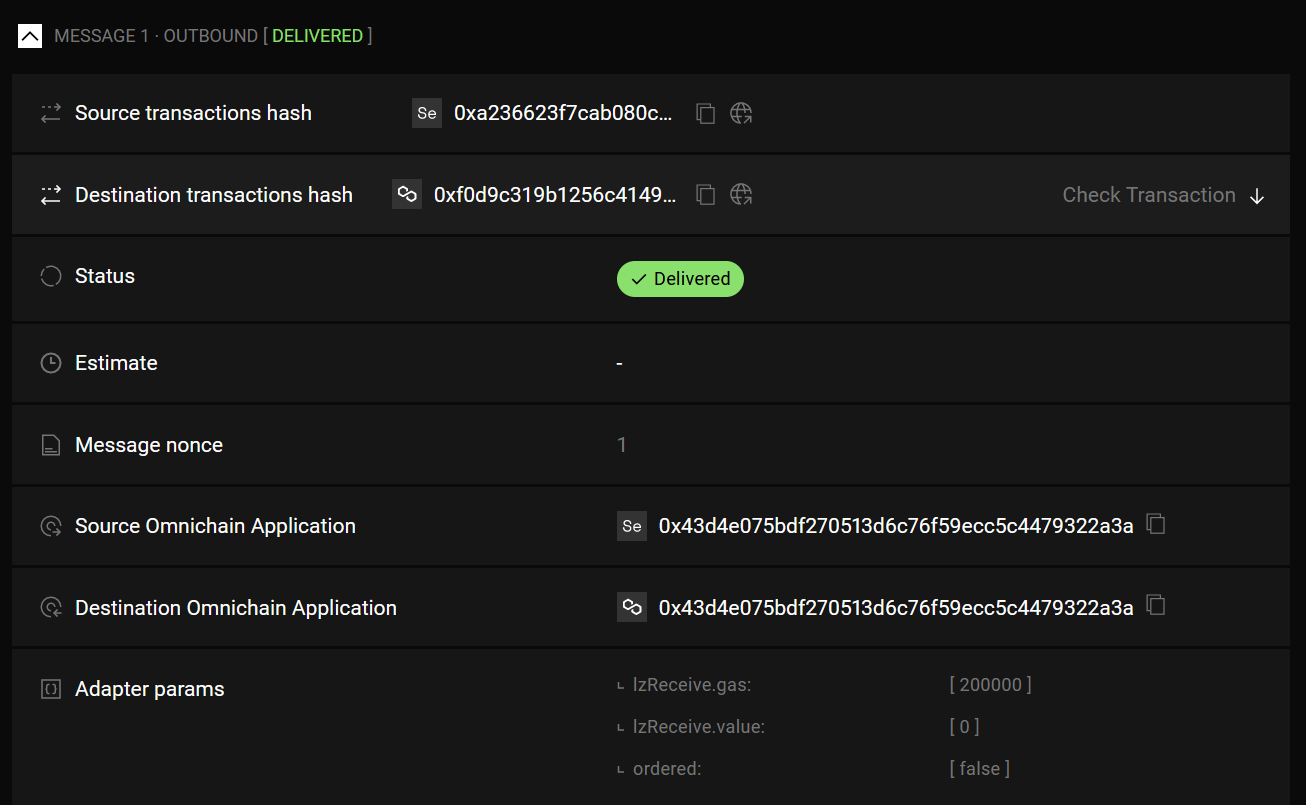 MESSAGE 1 · OUTBOUND [ DELIVERED ]
Source transactions hash Se 0xa236623f7cab080c...
Destination transactions hash 0xf0d9c319b1256c4149... Check Transaction
Status Delivered
Estimate -
Message nonce 1
Source Omnichain Application Se 0x43d4e075bdf270513d6c76f59ecc5c4479322a3a
Destination Omnichain Application 0x43d4e075bdf270513d6c76f59ecc5c4479322a3a
Adapter params lzReceive.gas: [ 200000 ]
lzReceive.value: [ 0 ]
ordered: [ false ]